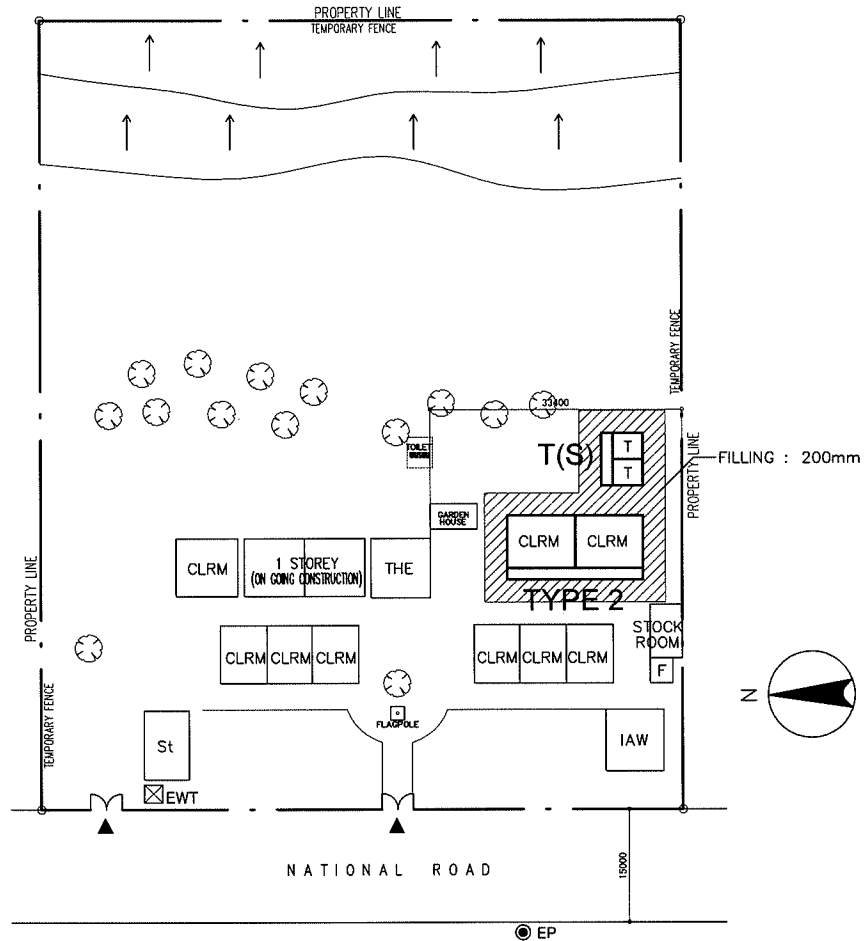 PROPERTY LINE
TEMPORARY FENCE
TEMPORARY FENCE
33400
T(S)
T
T
TOILET
FILLING : 200mm
PROPERTY LINE
GARDEN
HOUSE
CLRM
CLRM
CLRM
1 STOREY
(ON GOING CONSTRUCTION)
THE
TYPE 2
PROPERTY LINE
STOCK
ROOM
CLRM
CLRM
CLRM
CLRM
CLRM
CLRM
F
N
TEMPORARY FENCE
FLAGPOLE
St
IAW
EWT
NATIONAL ROAD
15000
EP